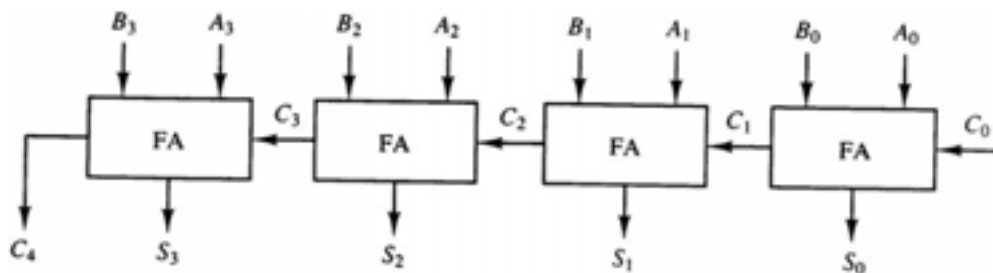 B₃ A₃ B₂ A₂ B₁ A₁ B₀ A₀
FA C₃ FA C₂ FA C₁ FA C₀
C₄ S₃ S₂ S₁ S₀